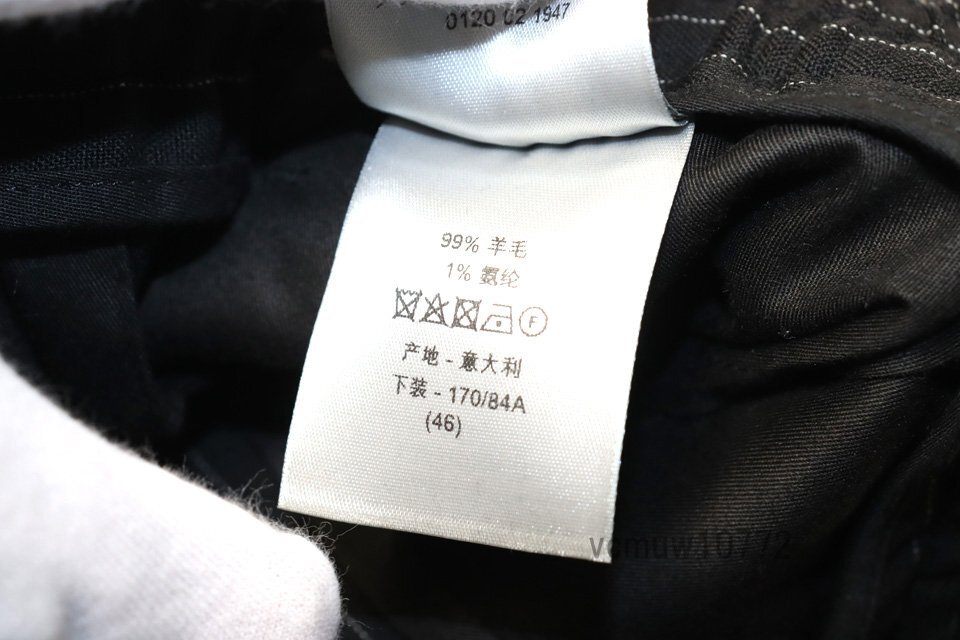 0120 02 1947
99% 羊毛
1% 氨纶
F
产地 - 意大利
下装 - 170/84A
(46)
vcmuw10772